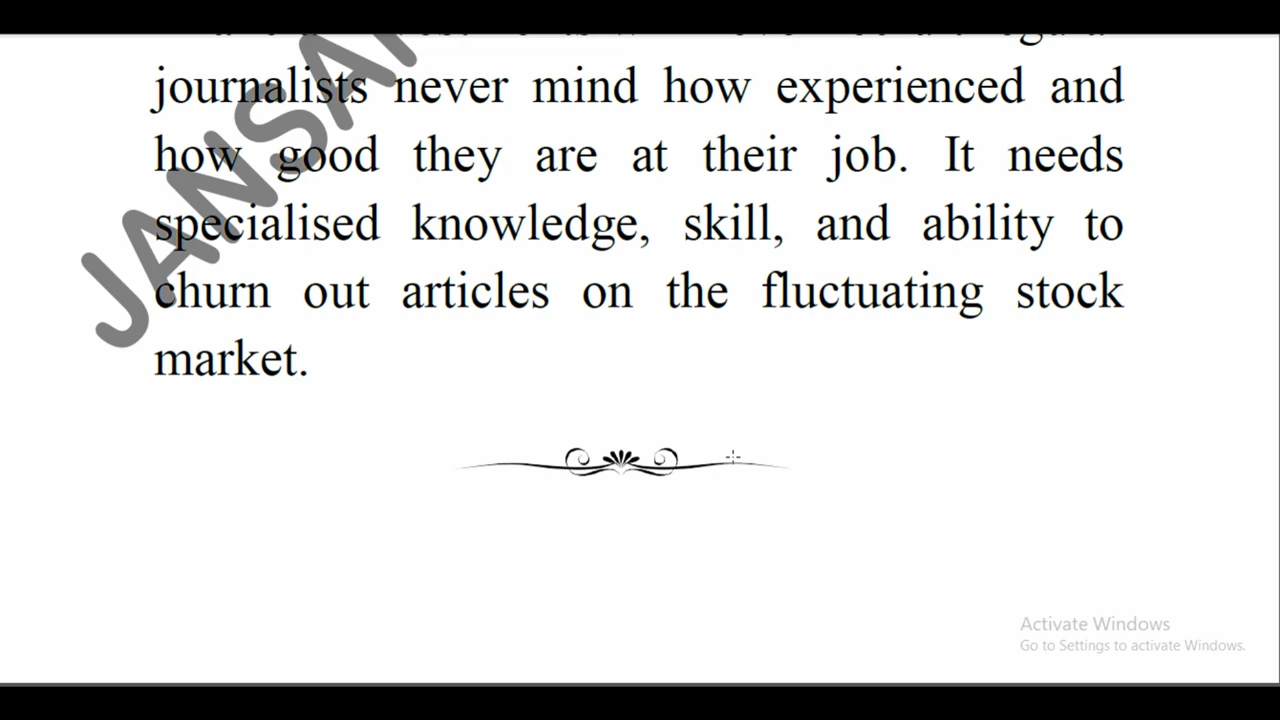 journalists never mind how experienced and
how good they are at their job. It needs
specialised knowledge, skill, and ability to
churn out articles on the fluctuating stock
market.
Activate Windows
Go to Settings to activate Windows.